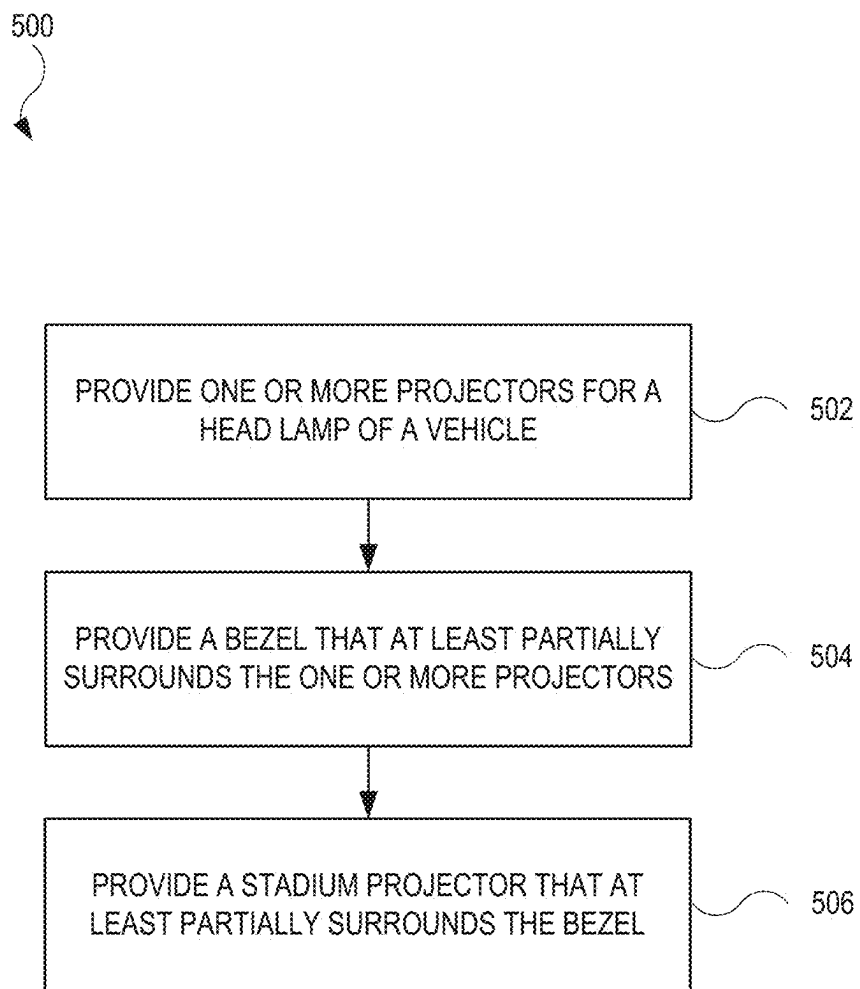 500
PROVIDE ONE OR MORE PROJECTORS FOR A
HEAD LAMP OF A VEHICLE
502
PROVIDE A BEZEL THAT AT LEAST PARTIALLY
SURROUNDS THE ONE OR MORE PROJECTORS
504
PROVIDE A STADIUM PROJECTOR THAT AT
LEAST PARTIALLY SURROUNDS THE BEZEL
506